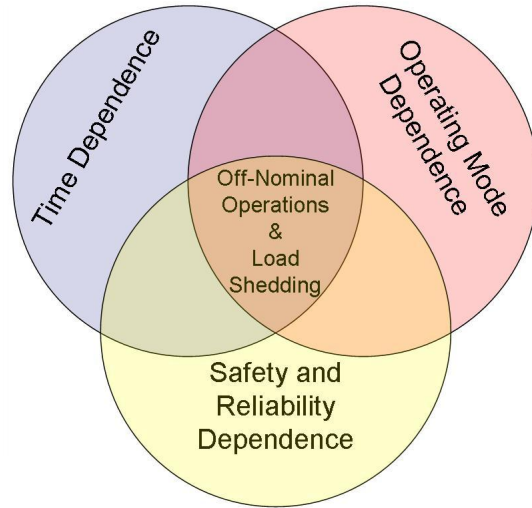 Time Dependence
Operating Mode
Dependence
Off-Nominal
Operations
&
Load
Shedding
Safety and
Reliability
Dependence